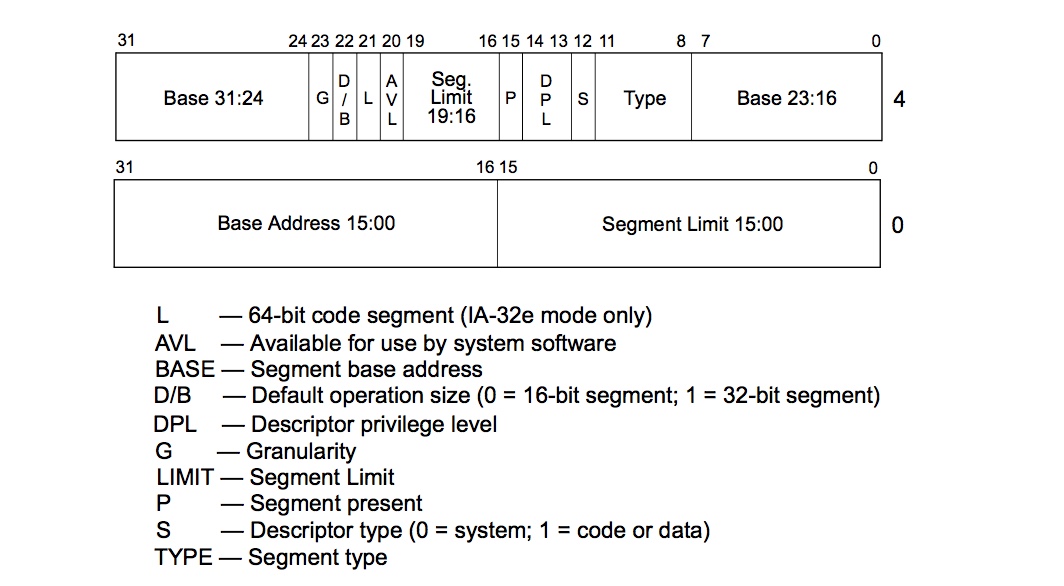 31 24 23 22 21 20 19 16 15 14 13 12 11 8 7 0
Base 31:24 G D/B L AVL Seg. Limit 19:16 P DPL S Type Base 23:16 4
31 16 15 0
Base Address 15:00 Segment Limit 15:00 0
L — 64-bit code segment (IA-32e mode only)
AVL — Available for use by system software
BASE — Segment base address
D/B — Default operation size (0 = 16-bit segment; 1 = 32-bit segment)
DPL — Descriptor privilege level
G — Granularity
LIMIT — Segment Limit
P — Segment present
S — Descriptor type (0 = system; 1 = code or data)
TYPE — Segment type